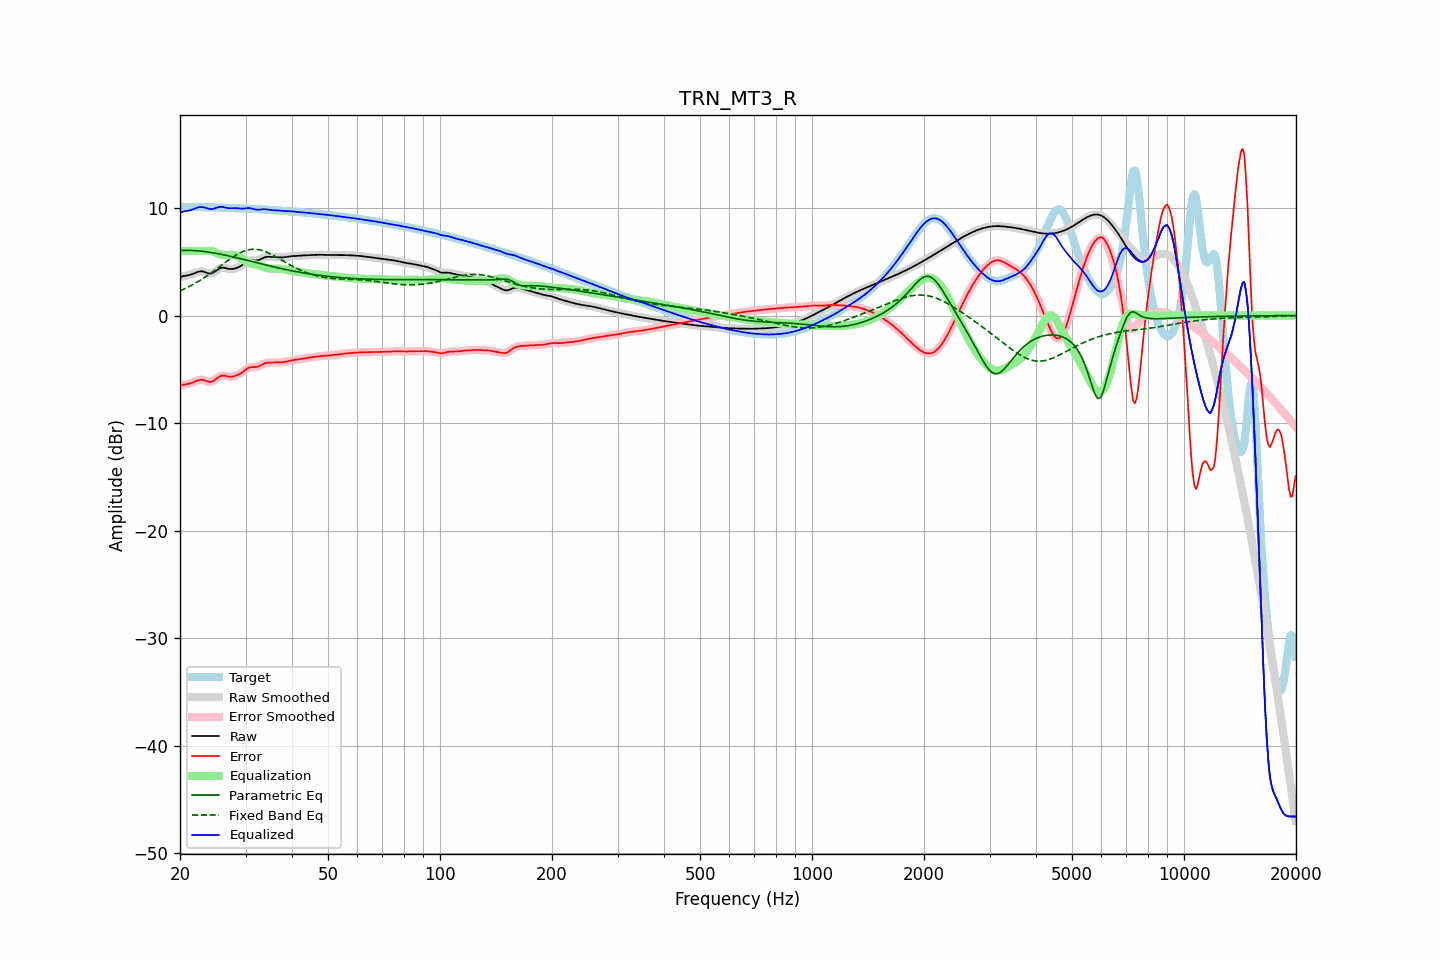 TRN_MT3_R
Amplitude (dBr)
10
0
−10
−20
−30
−40
−50
Target
Raw Smoothed
Error Smoothed
Raw
Error
Equalization
Parametric Eq
Fixed Band Eq
Equalized
20 50 100 200 500 1000 2000 5000 10000 20000
Frequency (Hz)